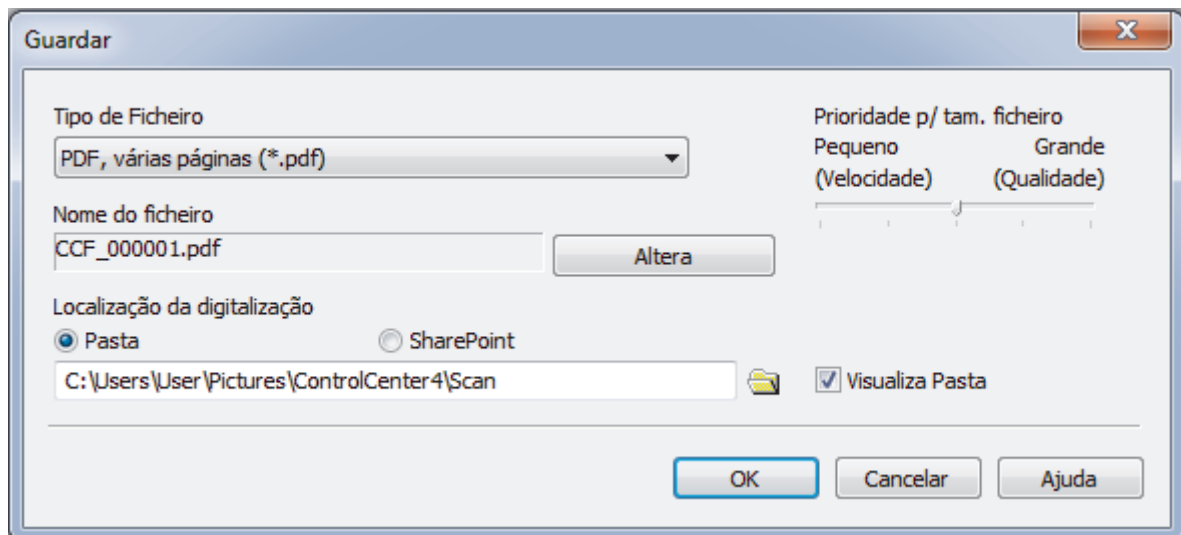 Guardar
Tipo de Ficheiro
PDF, várias páginas (*.pdf)
Nome do ficheiro
CCF_000001.pdf
Altera
Localização da digitalização
Pasta
SharePoint
C:\Users\User\Pictures\ControlCenter4\Scan
Prioridade p/ tam. ficheiro
Pequeno Grande
(Velocidade) (Qualidade)
Visualiza Pasta
OK
Cancelar
Ajuda